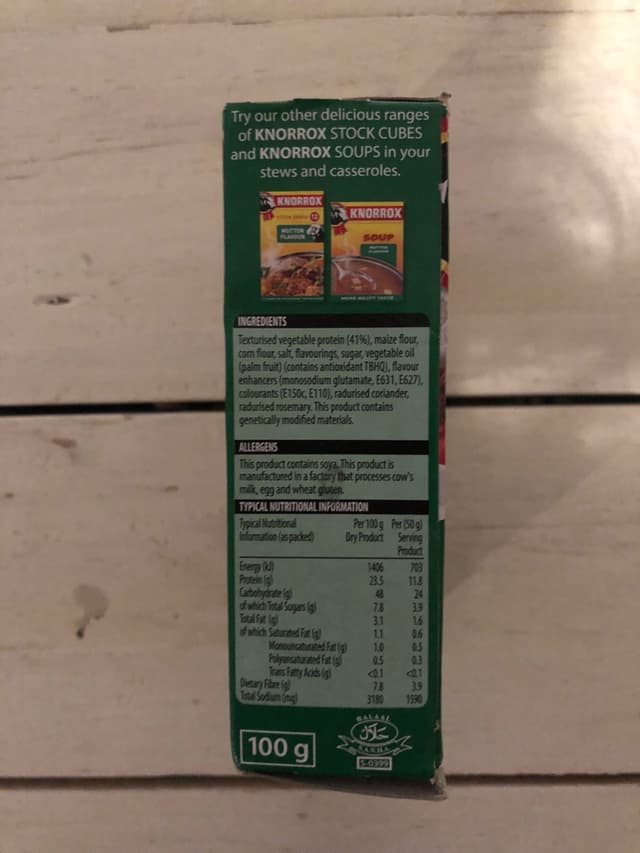 Try our other delicious ranges
of KNORROX STOCK CUBES
and KNORROX SOUPS in your
stews and casseroles.
KNORROX
STOCK CUBES 12
MUTTON
FLAVOUR
KNORROX
SOUP
INGREDIENTS
Texturised vegetable protein (41%), maize flour,
corn flour, salt, flavourings, sugar, vegetable oil
(palm fruit) (contains antioxidant TBHQ), flavour
enhancers (monosodium glutamate, E631, E627),
colourants (E150c, E110), radurised coriander,
radurised rosemary. This product contains
genetically modified materials.
ALLERGENS
This product contains soya. This product is
manufactured in a factory that processes cow's
milk, egg and wheat gluten.
TYPICAL NUTRITIONAL INFORMATION
Typical Nutritional Per 100 g Per (50 g)
Information (as packed) Dry Product Serving
Product
Energy (kJ) 1406 703
Protein (g) 23.5 11.8
Carbohydrate (g) 48 24
of which Total Sugars (g) 7.8 3.9
Total Fat (g) 3.1 1.6
of which Saturated Fat (g) 1.1 0.6
Monounsaturated Fat (g) 1.0 0.5
Polyunsaturated Fat (g) 0.5 0.3
Trans Fatty Acids (g) <0.1 <0.1
Dietary Fibre (g) 7.8 3.9
Total Sodium (mg) 3180 1590
100 g
HALAAL
حلال
SANHA
S-0399